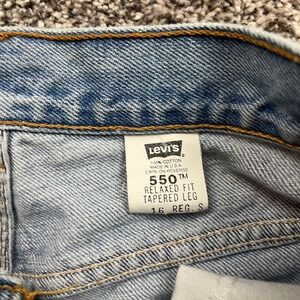 Levi's
100% COTTON
MADE IN U.S.A.
CARE ON REVERSE
550™
RELAXED FIT
TAPERED LEG
16 REG. S